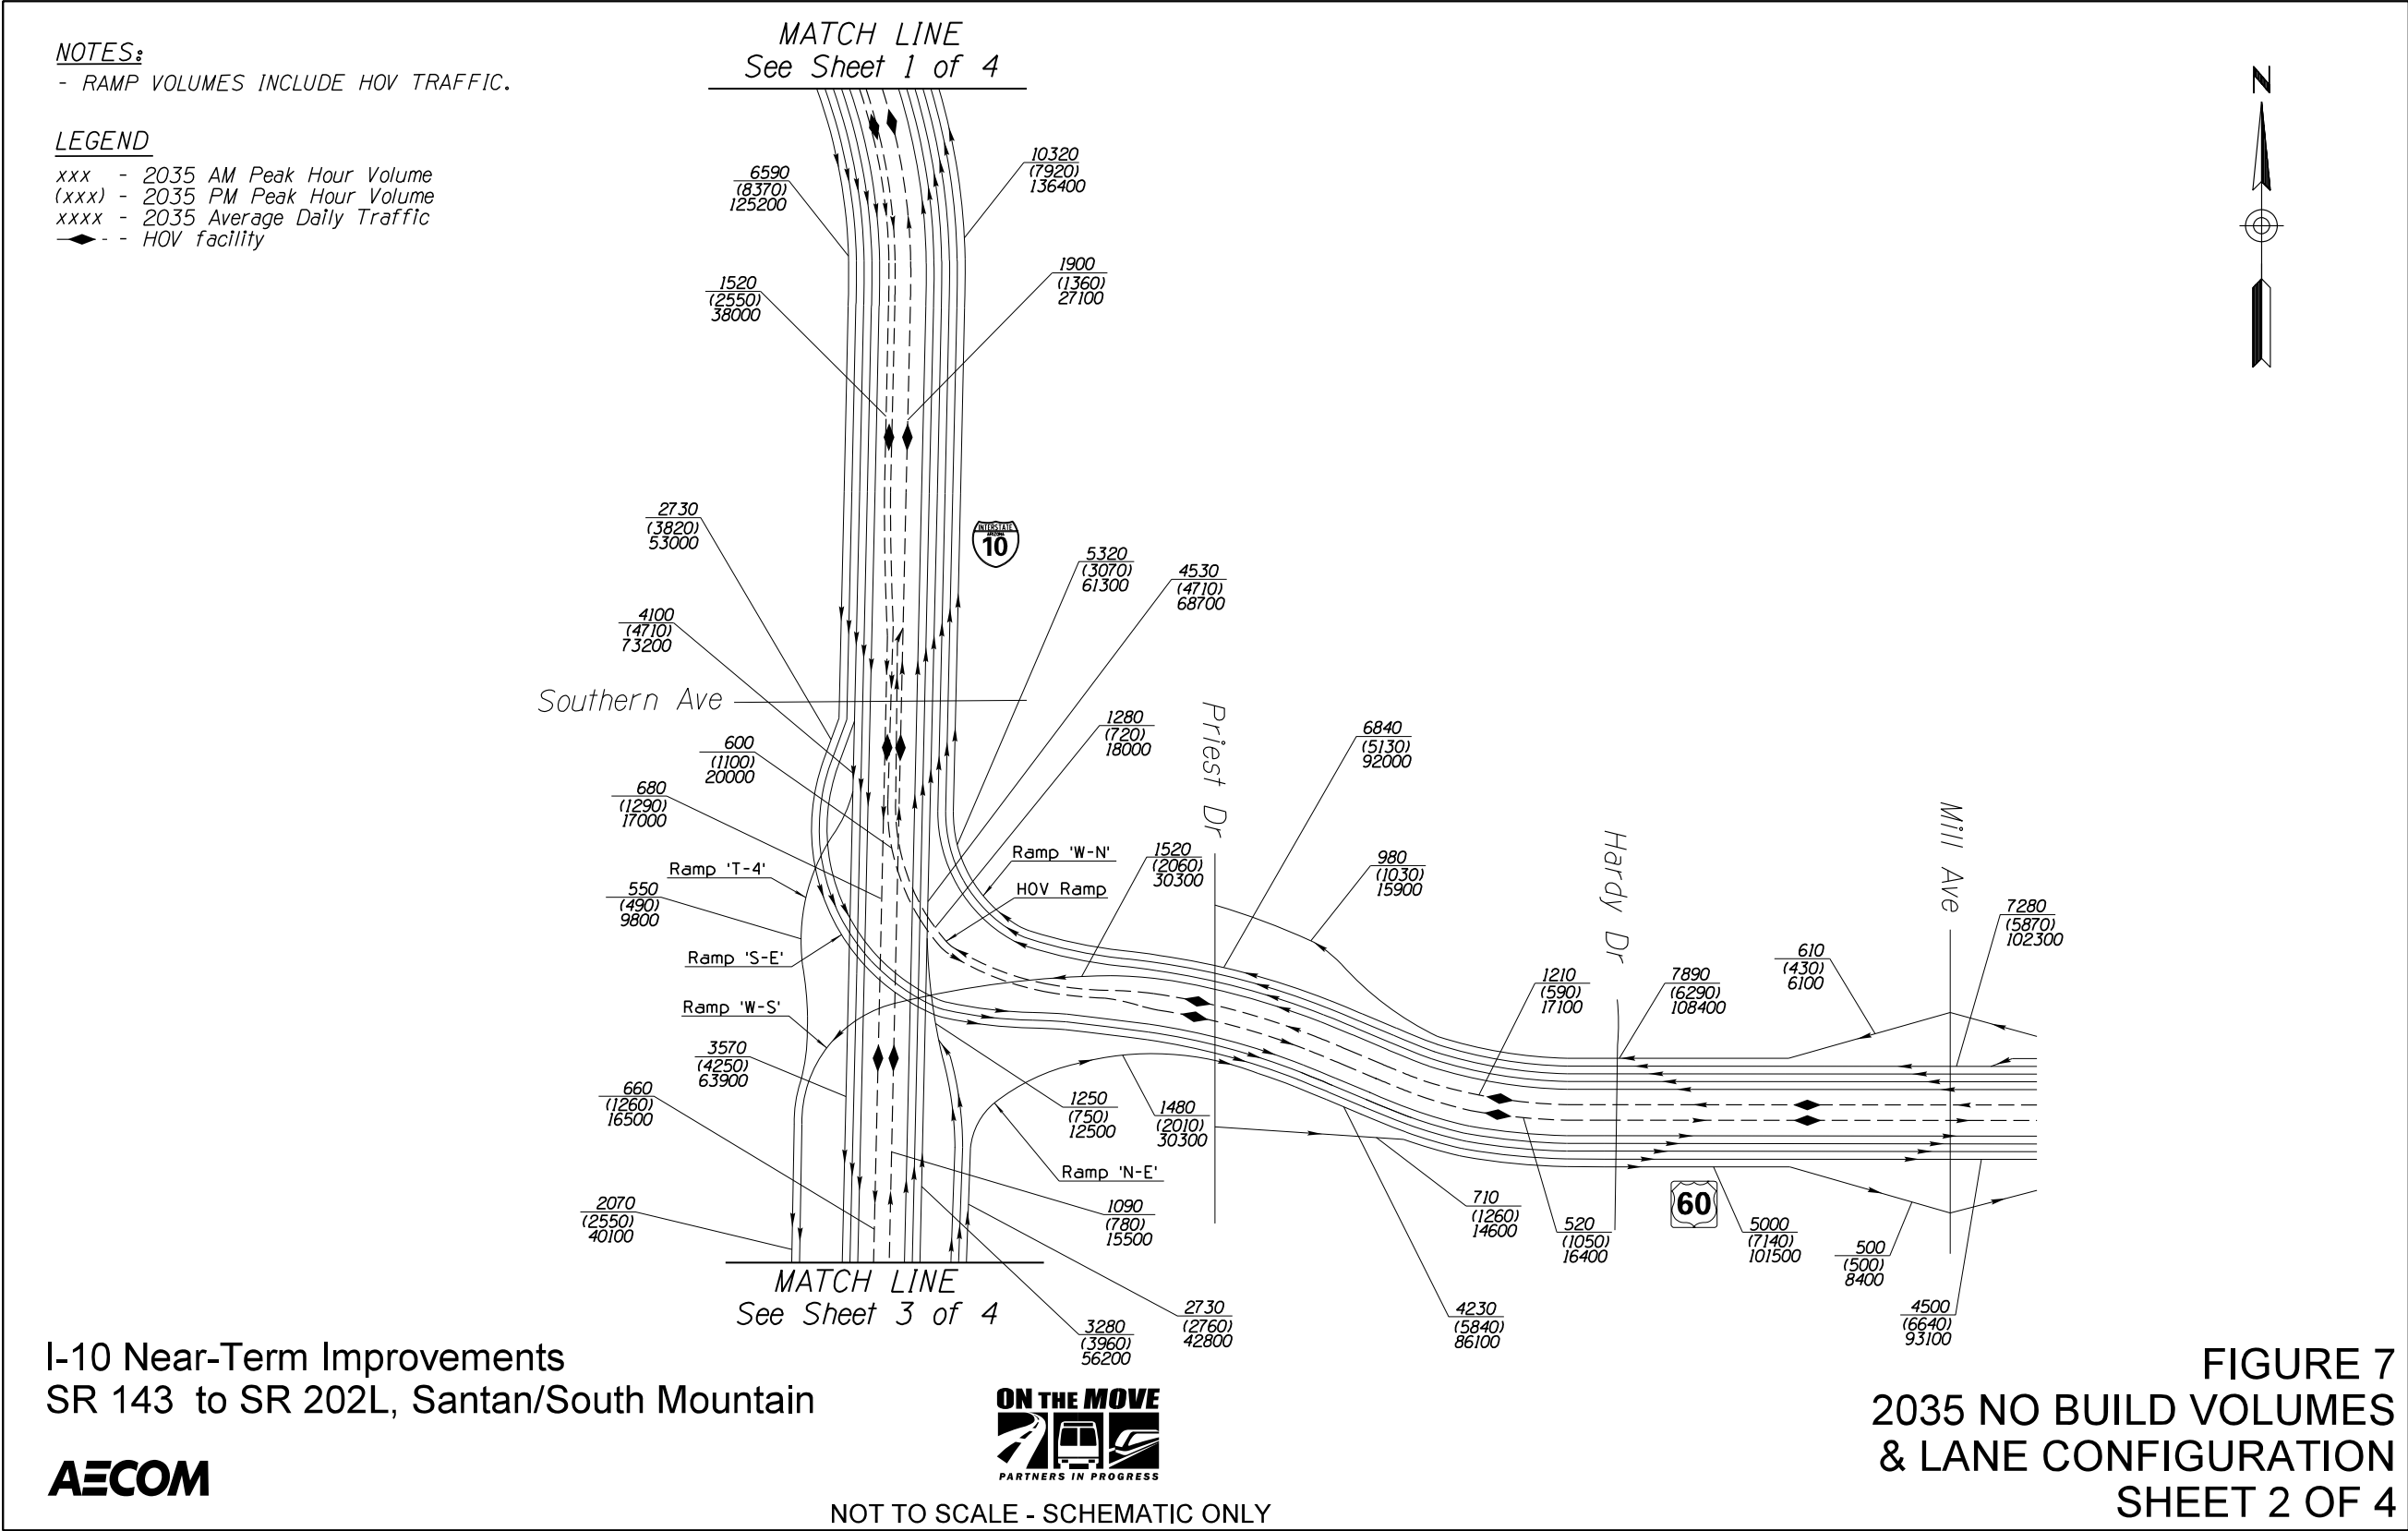 NOTES:
- RAMP VOLUMES INCLUDE HOV TRAFFIC.
LEGEND
xxx - 2035 AM Peak Hour Volume
(xxx) - 2035 PM Peak Hour Volume
xxxx - 2035 Average Daily Traffic
- HOV facility
MATCH LINE
See Sheet 1 of 4
N
6590
(8370)
125200
10320
(7920)
136400
1520
(2550)
38000
1900
(1360)
27100
2730
(3820)
53000
INTERSTATE
ARIZONA
10
5320
(3070)
61300
4530
(4710)
68700
4100
(4710)
73200
Southern Ave
600
(1100)
20000
1280
(720)
18000
Priest Dr
6840
(5130)
92000
680
(1290)
17000
Ramp 'T-4'
550
(490)
9800
Ramp 'W-N'
HOV Ramp
1520
(2060)
30300
980
(1030)
15900
Hardy Dr
Mill Ave
7280
(5870)
102300
Ramp 'S-E'
Ramp 'W-S'
1210
(590)
17100
7890
(6290)
108400
610
(430)
6100
3570
(4250)
63900
660
(1260)
16500
1250
(750)
12500
1480
(2010)
30300
Ramp 'N-E'
2070
(2550)
40100
1090
(780)
15500
710
(1260)
14600
520
(1050)
16400
60
5000
(7140)
101500
500
(500)
8400
MATCH LINE
See Sheet 3 of 4
3280
(3960)
56200
2730
(2760)
42800
4230
(5840)
86100
4500
(6640)
93100
I-10 Near-Term Improvements
SR 143 to SR 202L, Santan/South Mountain
AECOM
ON THE MOVE
PARTNERS IN PROGRESS
NOT TO SCALE - SCHEMATIC ONLY
FIGURE 7
2035 NO BUILD VOLUMES
& LANE CONFIGURATION
SHEET 2 OF 4